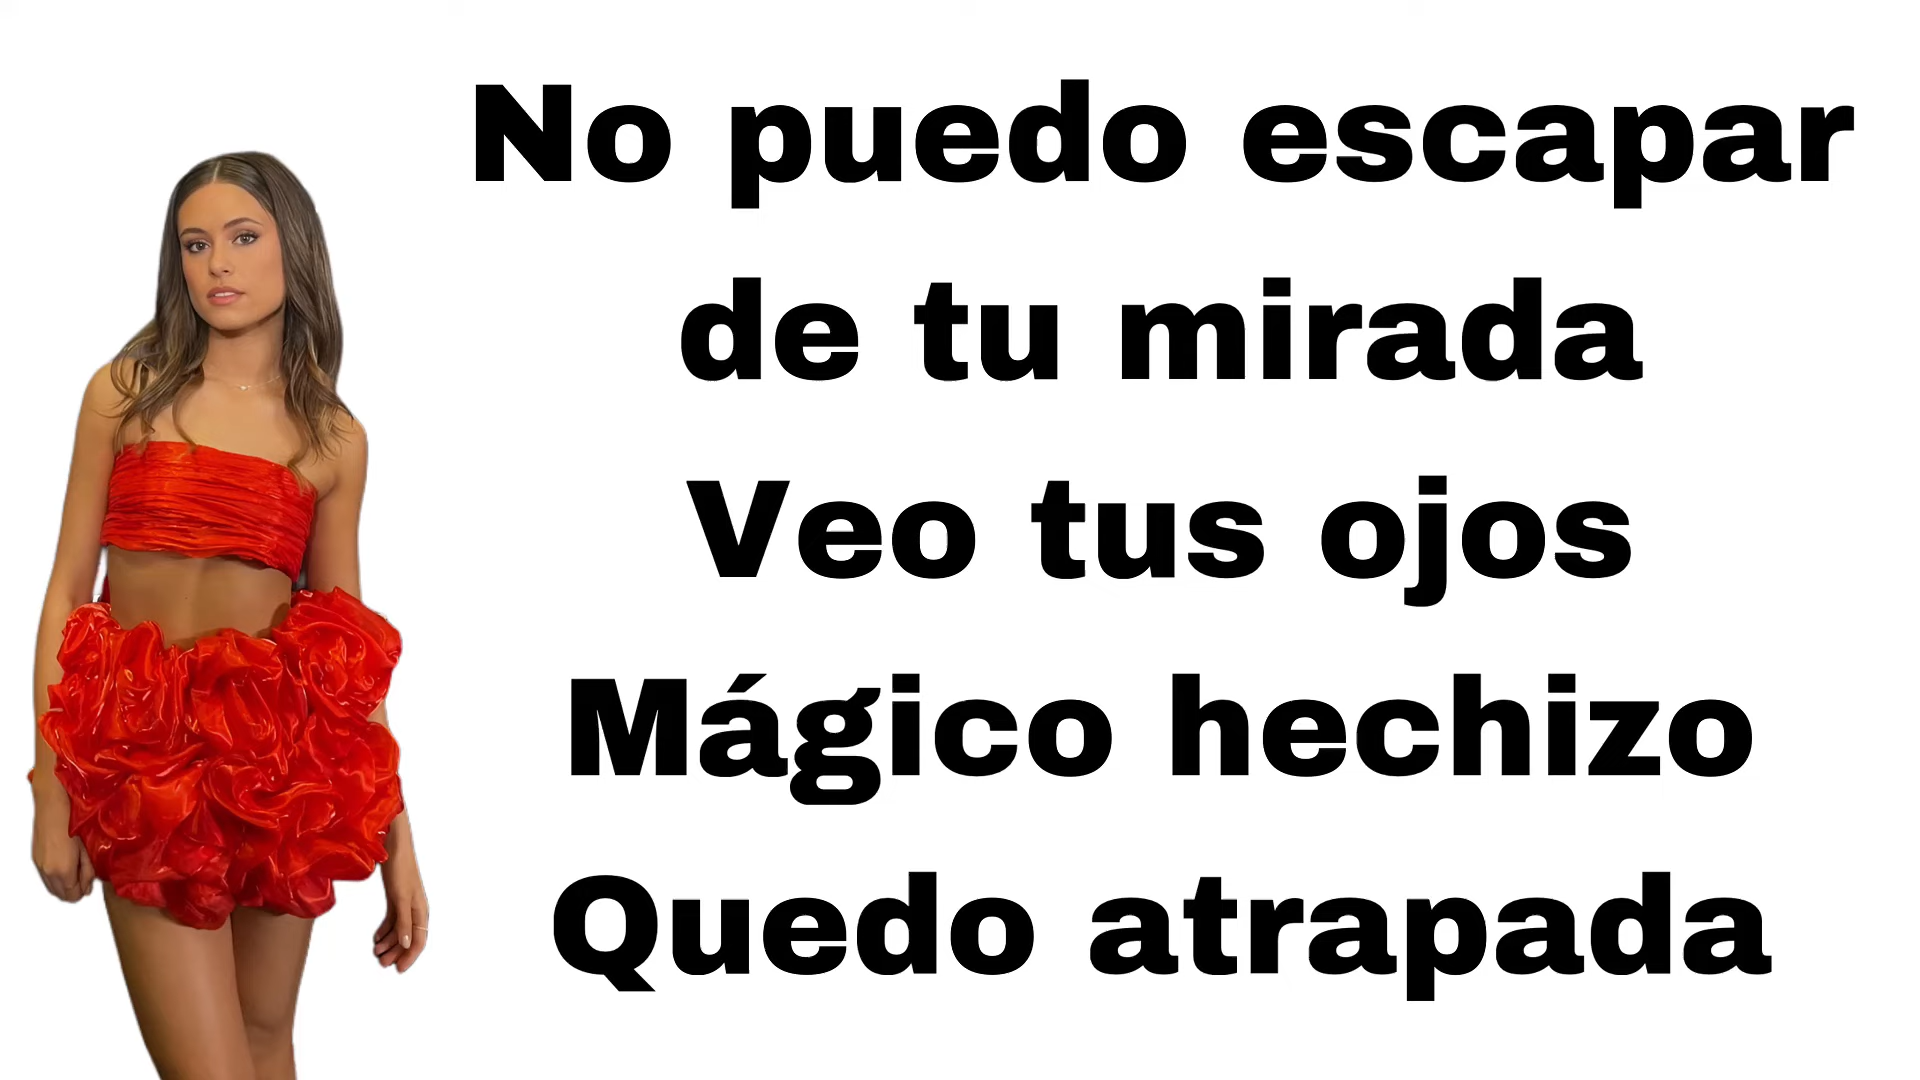 No puedo escapar
de tu mirada
Veo tus ojos
Mágico hechizo
Quedo atrapada